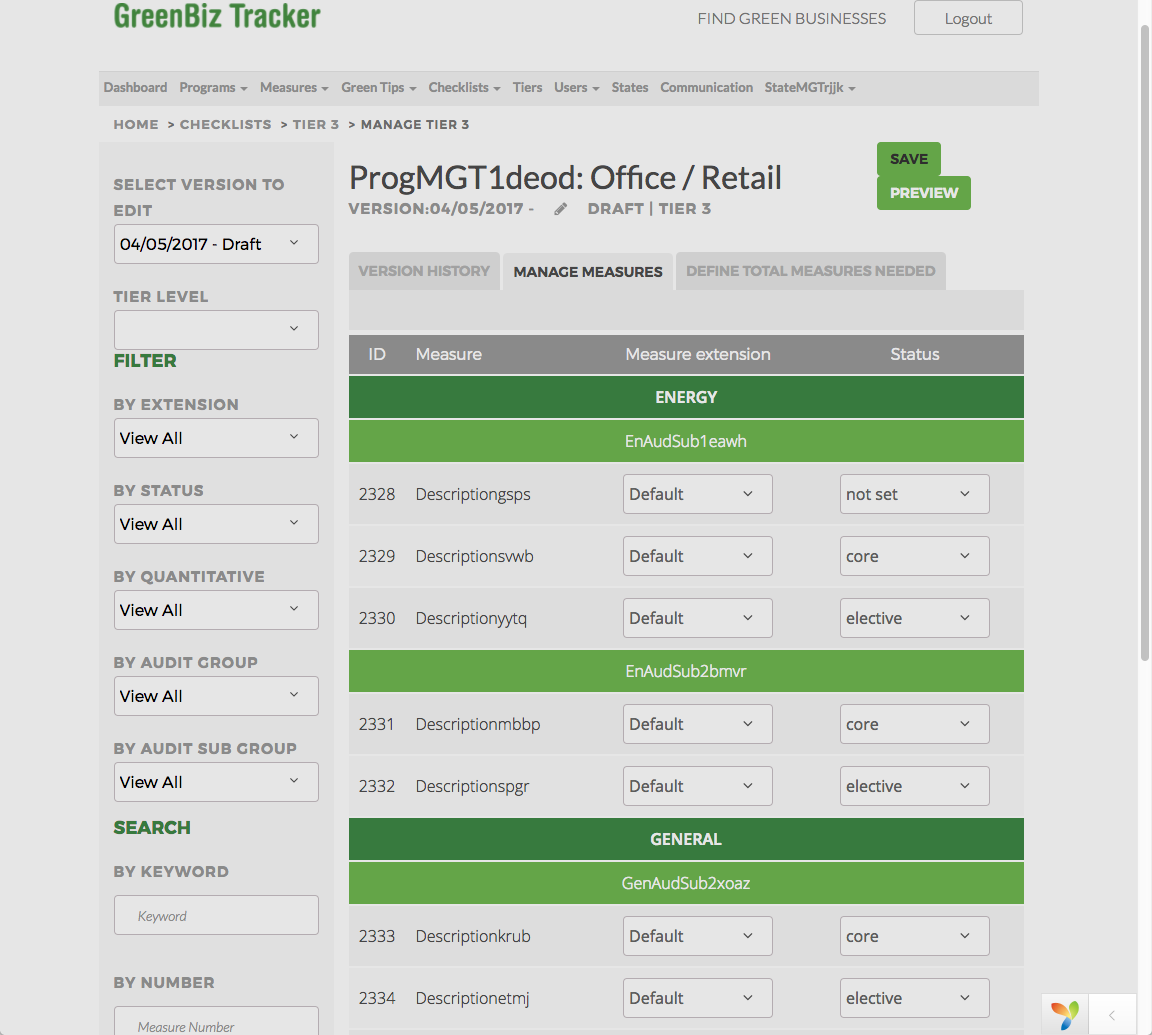 GreenBiz Tracker
FIND GREEN BUSINESSES
Logout
Dashboard Programs Measures Green Tips Checklists Tiers Users States Communication StateMGTrjjk
HOME > CHECKLISTS > TIER 3 > MANAGE TIER 3
SELECT VERSION TO
EDIT
04/05/2017 - Draft
TIER LEVEL
FILTER
BY EXTENSION
View All
BY STATUS
View All
BY QUANTITATIVE
View All
BY AUDIT GROUP
View All
BY AUDIT SUB GROUP
View All
SEARCH
BY KEYWORD
Keyword
BY NUMBER
Measure Number
ProgMGT1deod: Office / Retail
VERSION:04/05/2017 - DRAFT | TIER 3
SAVE
PREVIEW
VERSION HISTORY MANAGE MEASURES DEFINE TOTAL MEASURES NEEDED
ID Measure Measure extension Status
ENERGY
EnAudSub1eawh
2328 Descriptiongsps Default not set
2329 Descriptionsvwb Default core
2330 Descriptionyytq Default elective
EnAudSub2bmvr
2331 Descriptionmbbp Default core
2332 Descriptionspgr Default elective
GENERAL
GenAudSub2xoaz
2333 Descriptionkrub Default core
2334 Descriptionetmj Default elective